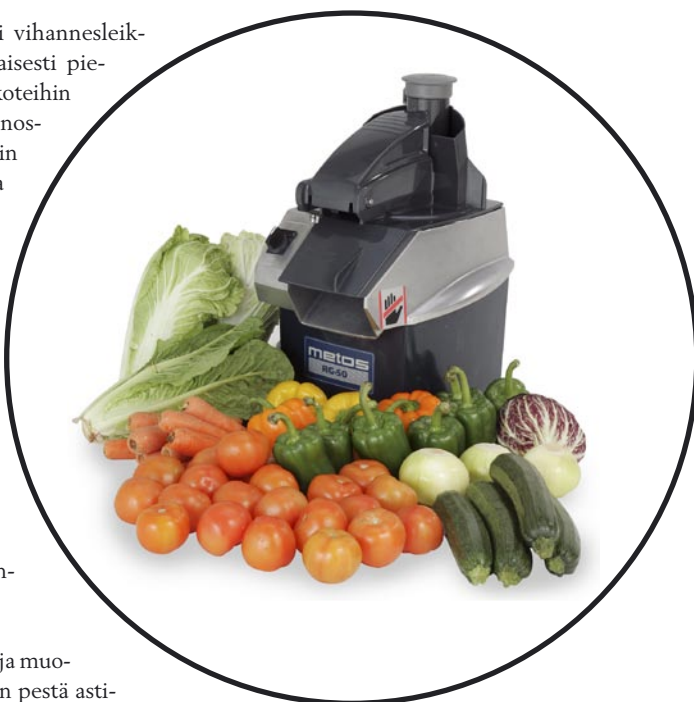 i vihannesleik-
aisesti pie-
koteihin
nos-
in
a
metos
RG-50
n-
ja muo-
n pestä asti-